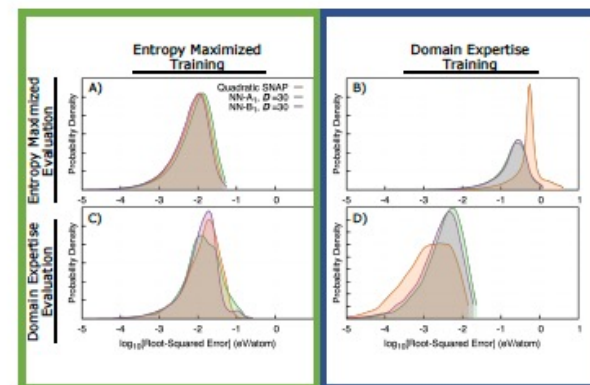 Entropy Maximized
Training
Domain Expertise
Training
Entropy Maximized
Evaluation
Domain Expertise
Evaluation
A)
Quadratic SNAP
NN-A1, D =30
NN-B1, D =30
Probability Density
-5 -4 -3 -2 -1 0
B)
Probability Density
-5 -4 -3 -2 -1 0 1
C)
Probability Density
-5 -4 -3 -2 -1 0
log10[Root-Squared Error] (eV/atom)
D)
Probability Density
-5 -4 -3 -2 -1 0 1
log10[Root-Squared Error] (eV/atom)